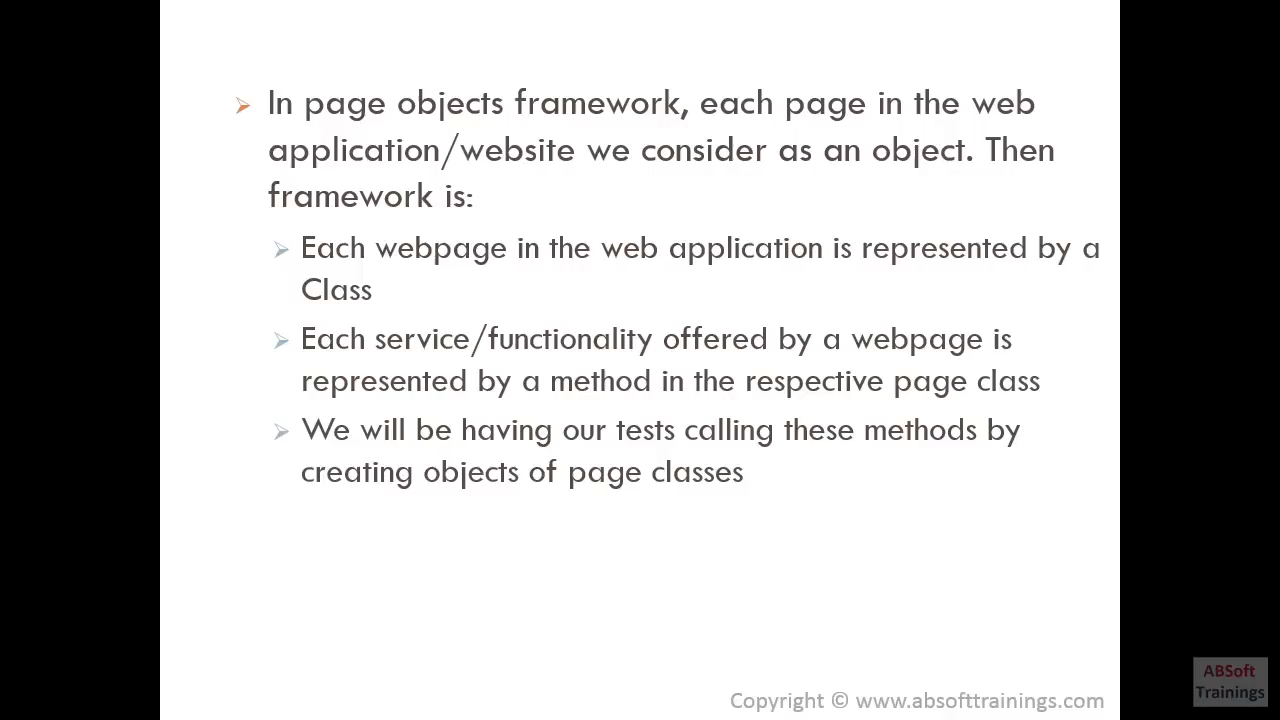 In page objects framework, each page in the web
application/website we consider as an object. Then
framework is:
Each webpage in the web application is represented by a
Class
Each service/functionality offered by a webpage is
represented by a method in the respective page class
We will be having our tests calling these methods by
creating objects of page classes
ABSoft
Trainings
Copyright © www.absofttrainings.com